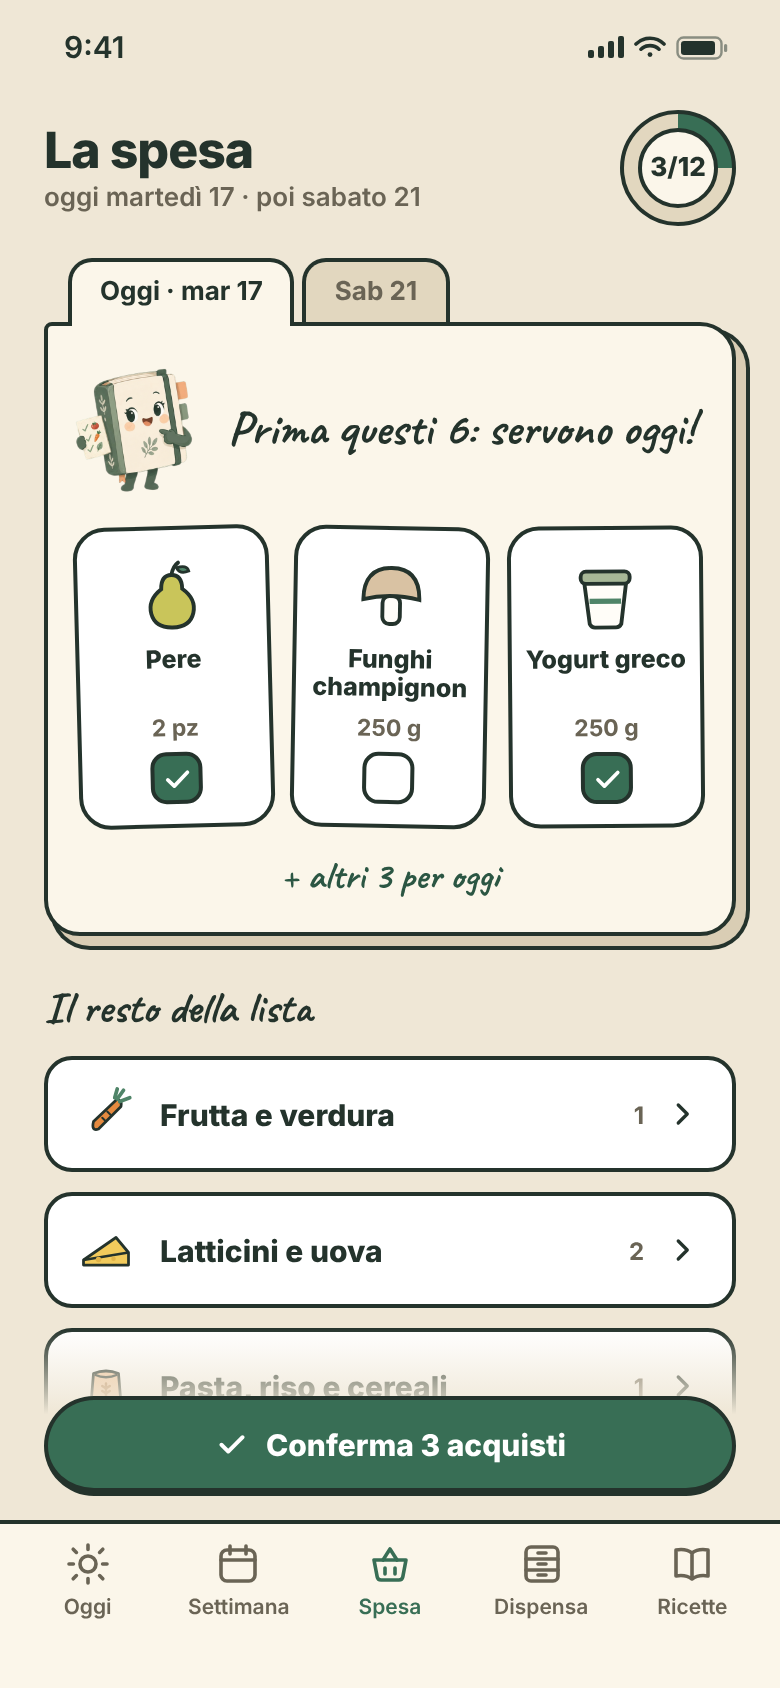 9:41
La spesa
oggi martedì 17 · poi sabato 21
3/12
Oggi · mar 17
Sab 21
Prima questi 6: servono oggi!
Pere
2 pz
Funghi
champignon
250 g
Yogurt greco
250 g
+ altri 3 per oggi
Il resto della lista
Frutta e verdura
1
Latticini e uova
2
Pasta, riso e cereali
1
Conferma 3 acquisti
Oggi
Settimana
Spesa
Dispensa
Ricette